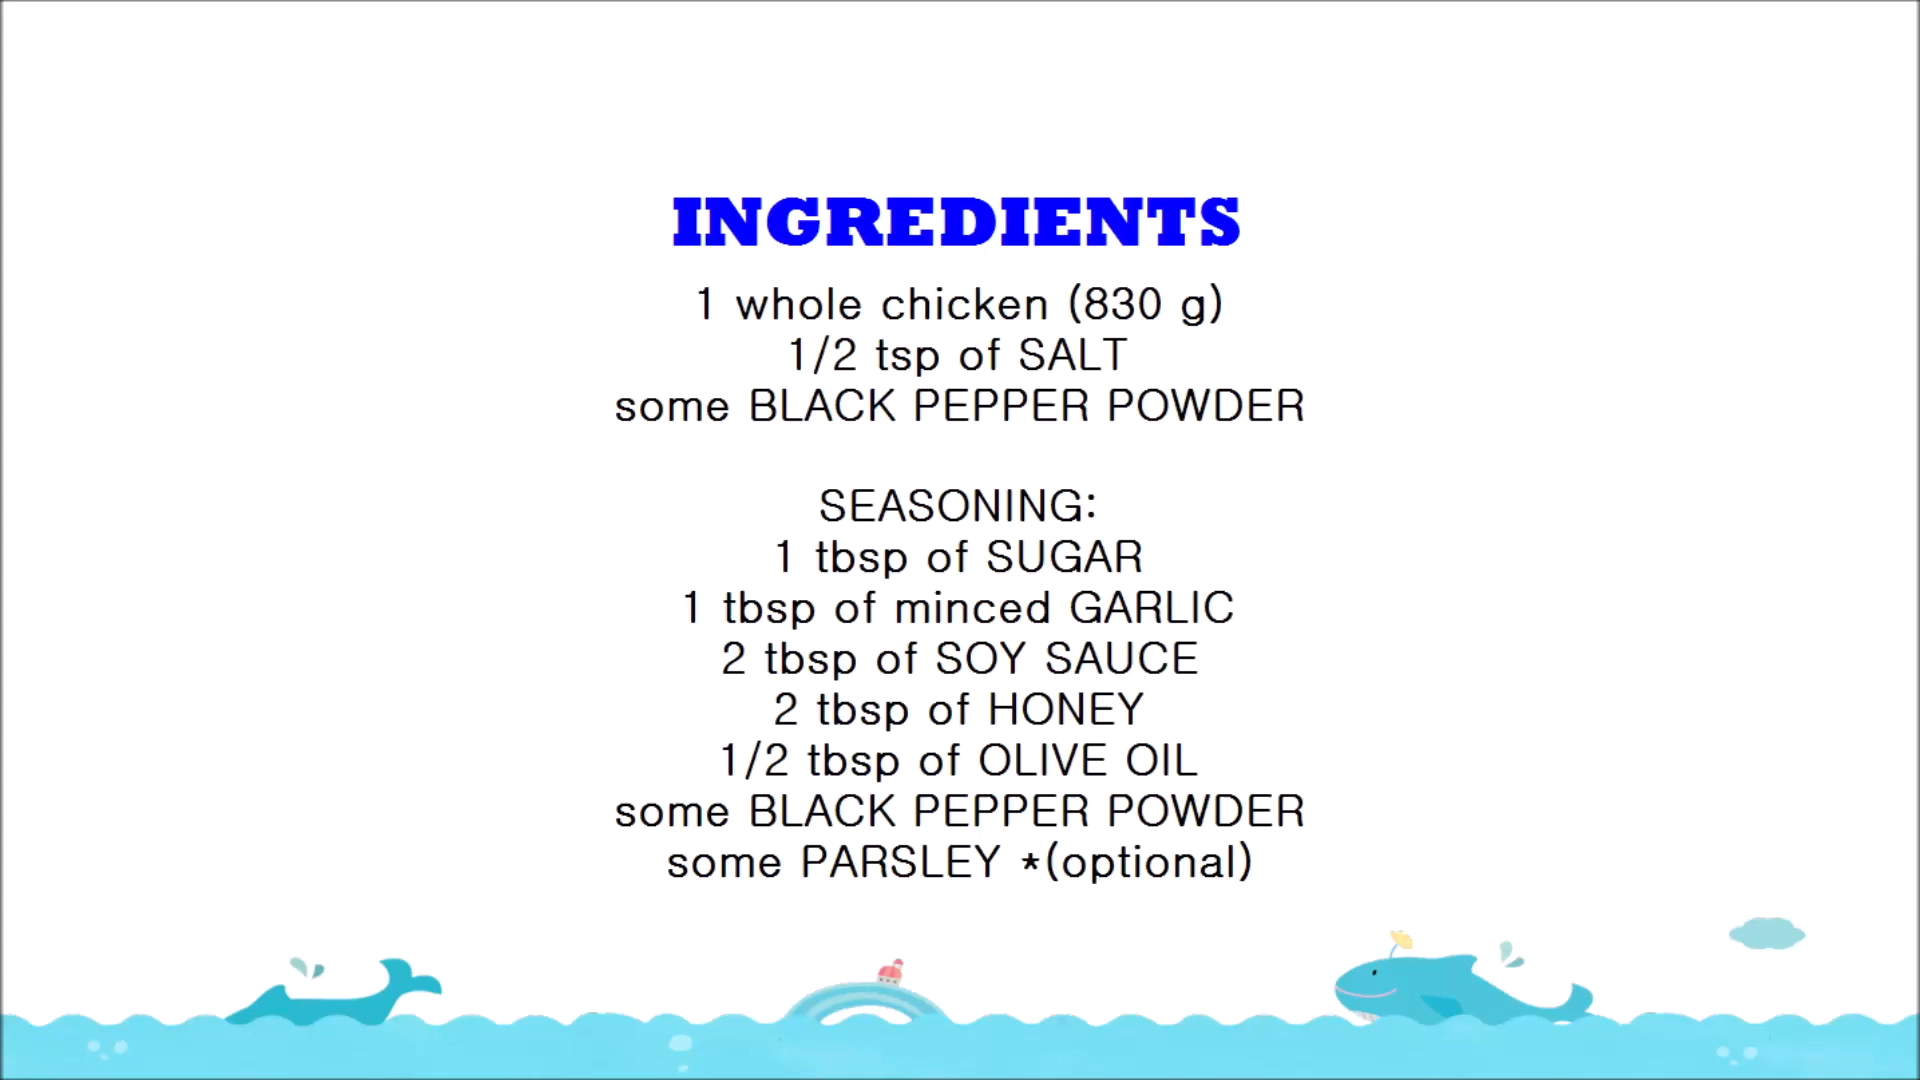 INGREDIENTS
1 whole chicken (830 g)
1/2 tsp of SALT
some BLACK PEPPER POWDER
SEASONING:
1 tbsp of SUGAR
1 tbsp of minced GARLIC
2 tbsp of SOY SAUCE
2 tbsp of HONEY
1/2 tbsp of OLIVE OIL
some BLACK PEPPER POWDER
some PARSLEY *(optional)